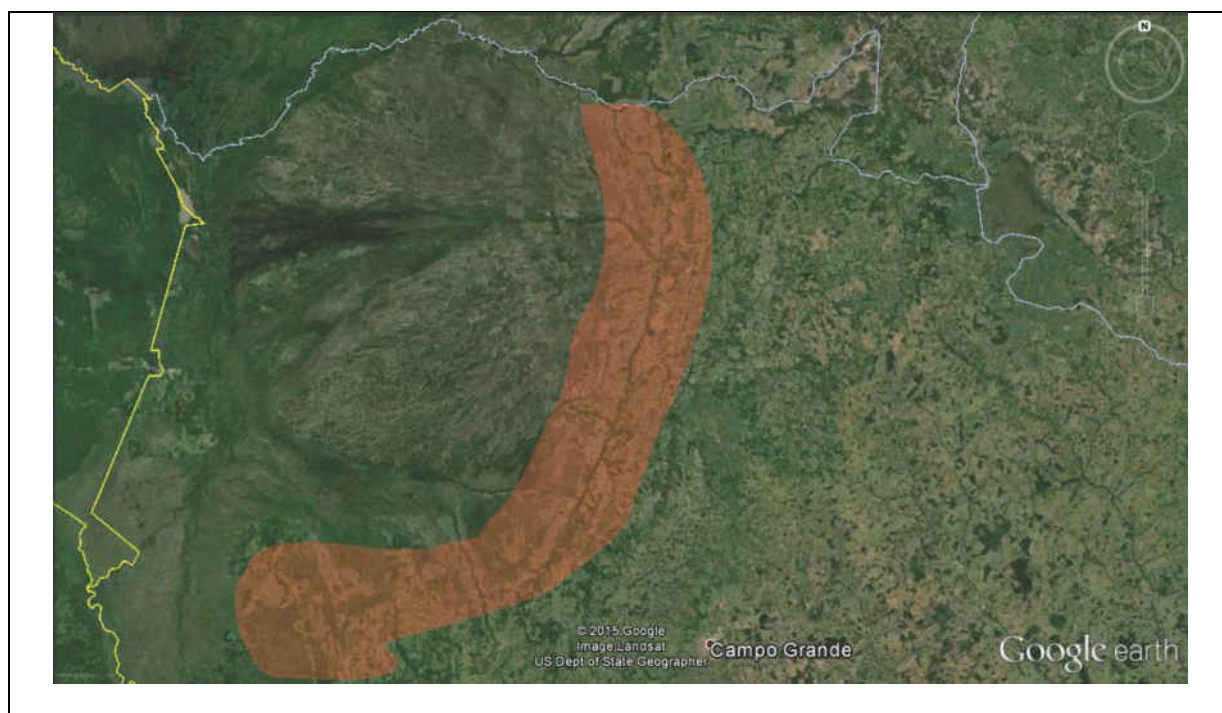 N
© 2015 Google
Image Landsat
US Dept of State Geographer
Campo Grande
Google earth